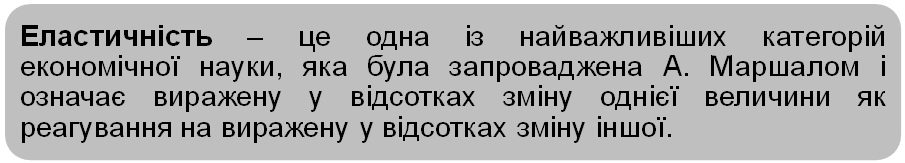 Еластичність – це одна із найважливіших категорій
економічної науки, яка була запроваджена А. Маршалом і
означає виражену у відсотках зміну однієї величини як
реагування на виражену у відсотках зміну іншої.